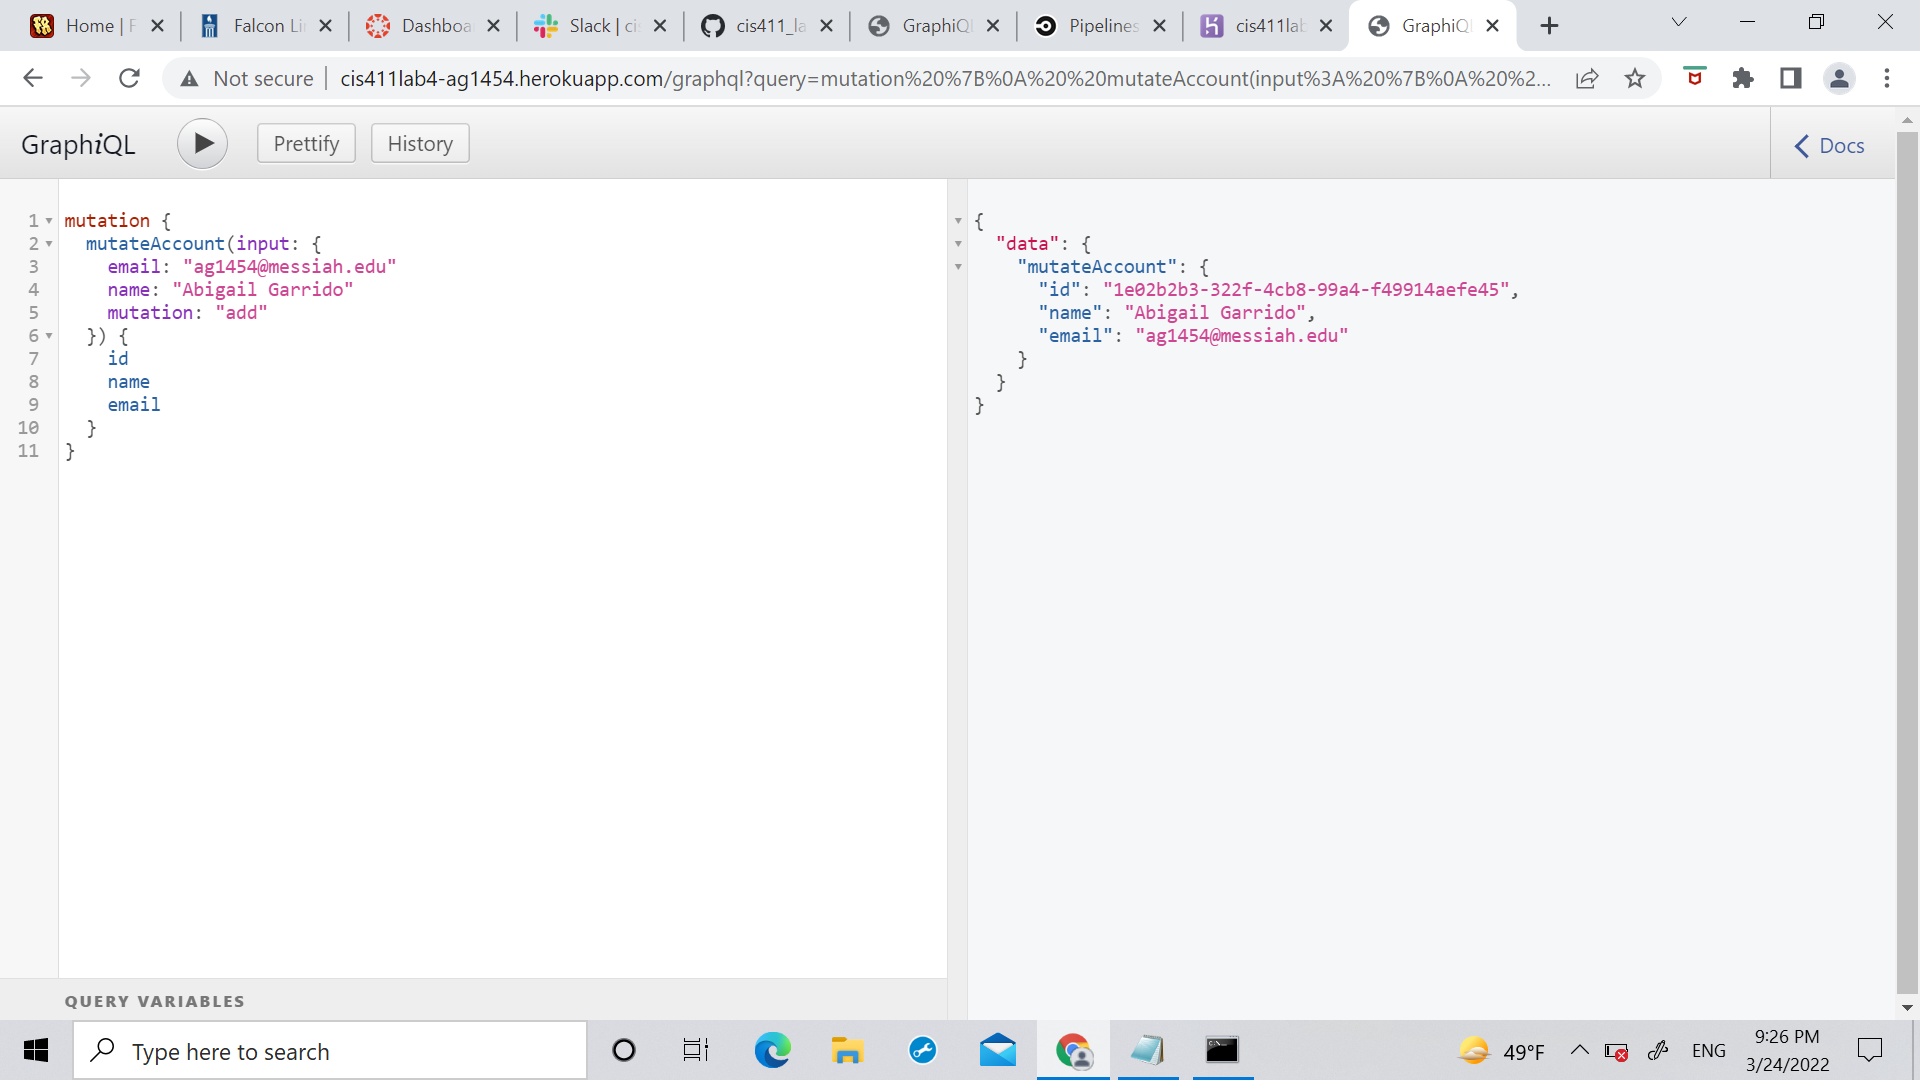 Home | F
Falcon Li
Dashboa
Slack | ci
cis411_la
GraphiQL
Pipelines
cis411lab
GraphiQL
Not secure
cis411lab4-ag1454.herokuapp.com/graphql?query=mutation%20%7B%0A%20%20mutateAccount(input%3A%20%7B%0A%20%2...
GraphiQL
Prettify
History
Docs
1 mutation {
2 mutateAccount(input: {
3 email: "ag1454@messiah.edu"
4 name: "Abigail Garrido"
5 mutation: "add"
6 }) {
7 id
8 name
9 email
10 }
11 }
{
"data": {
"mutateAccount": {
"id": "1e02b2b3-322f-4cb8-99a4-f49914aefe45",
"name": "Abigail Garrido",
"email": "ag1454@messiah.edu"
}
}
}
QUERY VARIABLES
Type here to search
49°F
ENG
9:26 PM
3/24/2022